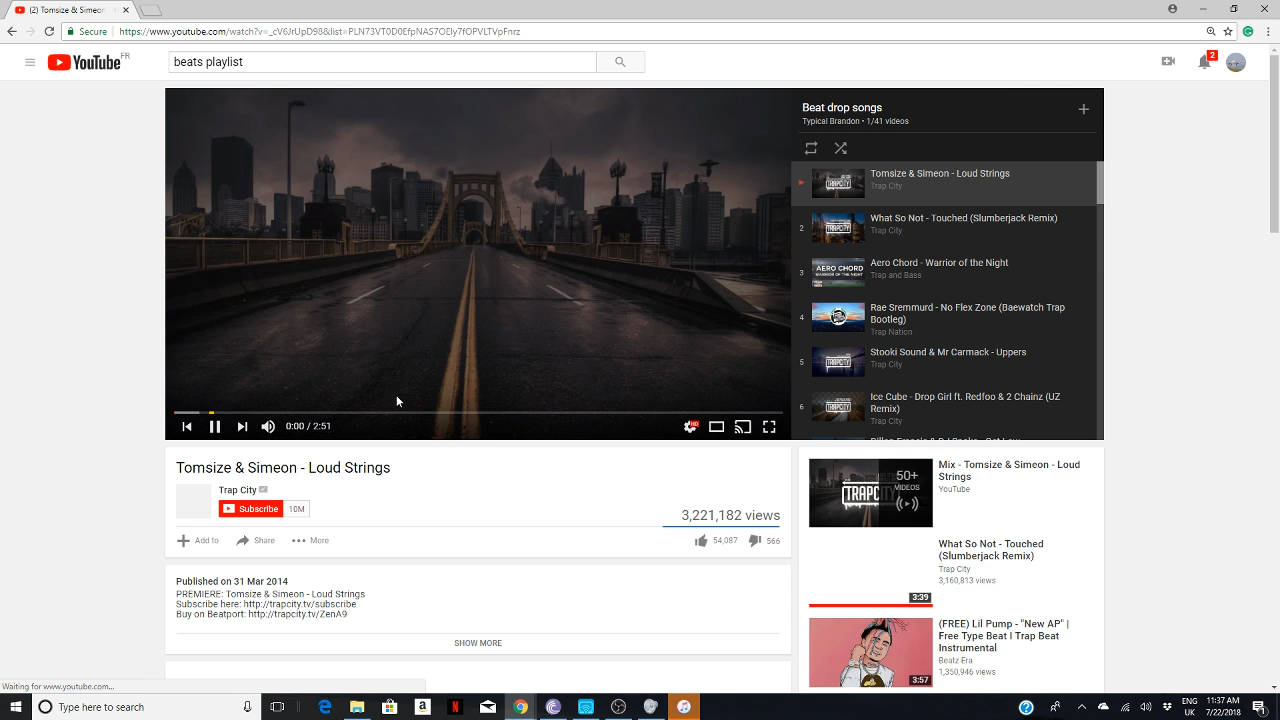 (2) Tomsize & Simeon -
Secure
https://www.youtube.com/watch?v=_cV6JrUpD98&list=PLN73VT0D0EfpNAS7OEly7fOPVLTVpFnrz
YouTube FR
beats playlist
2
Beat drop songs
Typical Brandon • 1/41 videos
Tomsize & Simeon - Loud Strings
Trap City
2
What So Not - Touched (Slumberjack Remix)
Trap City
3
AERO CHORD
WARRIOR OF THE NIGHT
Aero Chord - Warrior of the Night
Trap and Bass
4
Rae Sremmurd - No Flex Zone (Baewatch Trap
Bootleg)
Trap Nation
5
Stooki Sound & Mr Carmack - Uppers
Trap City
6
Ice Cube - Drop Girl ft. Redfoo & 2 Chainz (UZ
Remix)
Trap City
HD
0:00 / 2:51
Tomsize & Simeon - Loud Strings
Trap City
Subscribe 10M
3,221,182 views
Add to Share More
54,087 566
Published on 31 Mar 2014
PREMIERE: Tomsize & Simeon - Loud Strings
Subscribe here: http://trapcity.tv/subscribe
Buy on Beatport: http://trapcity.tv/ZenA9
SHOW MORE
50+
VIDEOS
Mix - Tomsize & Simeon - Loud
Strings
YouTube
What So Not - Touched
(Slumberjack Remix)
Trap City
3,160,813 views
3:39
(FREE) Lil Pump - "New AP" |
Free Type Beat I Trap Beat
Instrumental
Beatz Era
1,350,946 views
3:57
Waiting for www.youtube.com...
Type here to search
ENG
UK
11:37 AM
7/22/2018